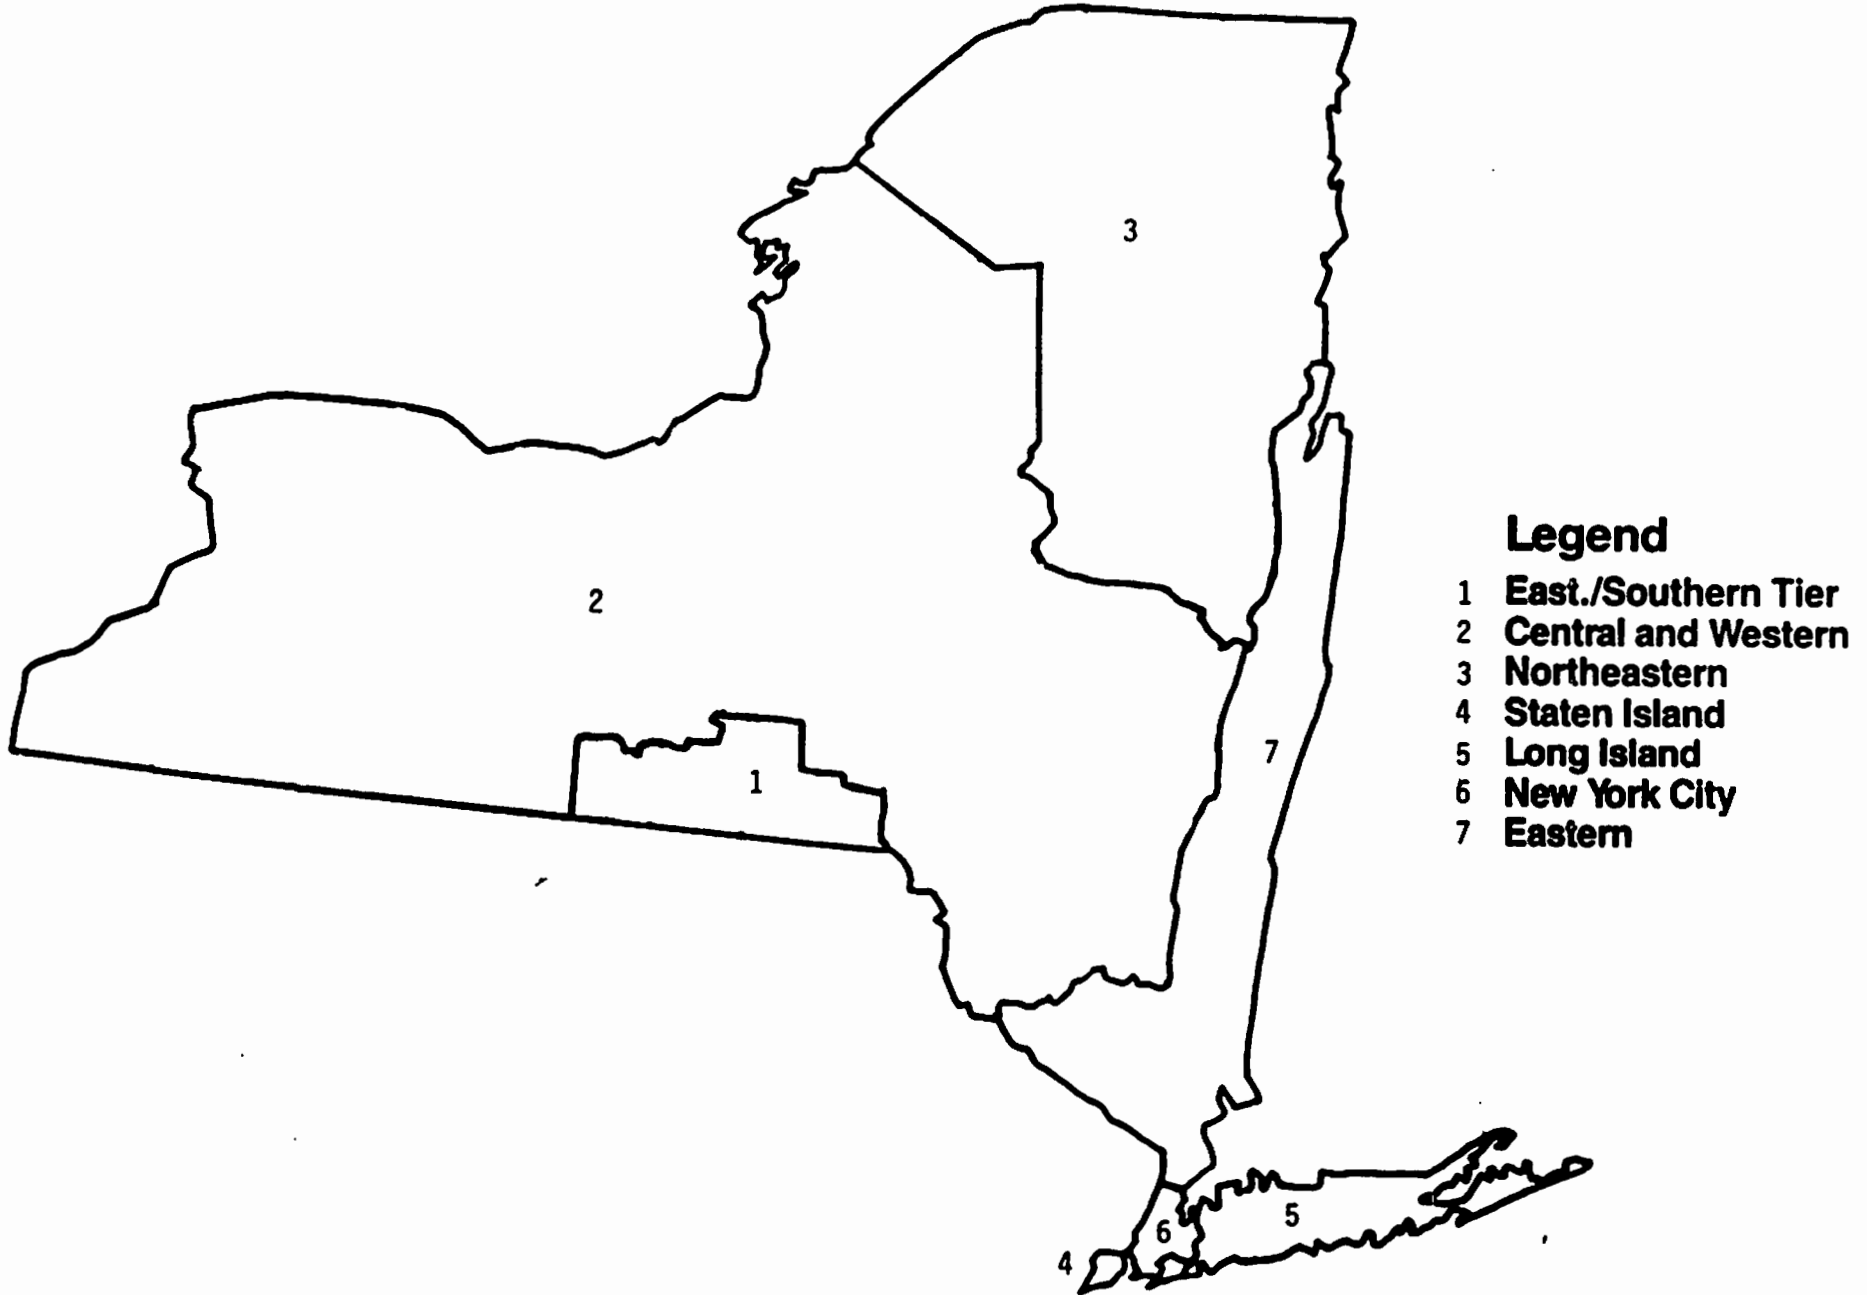 3
2
1
7
5
6
4
Legend
1 East./Southern Tier
2 Central and Western
3 Northeastern
4 Staten Island
5 Long Island
6 New York City
7 Eastern